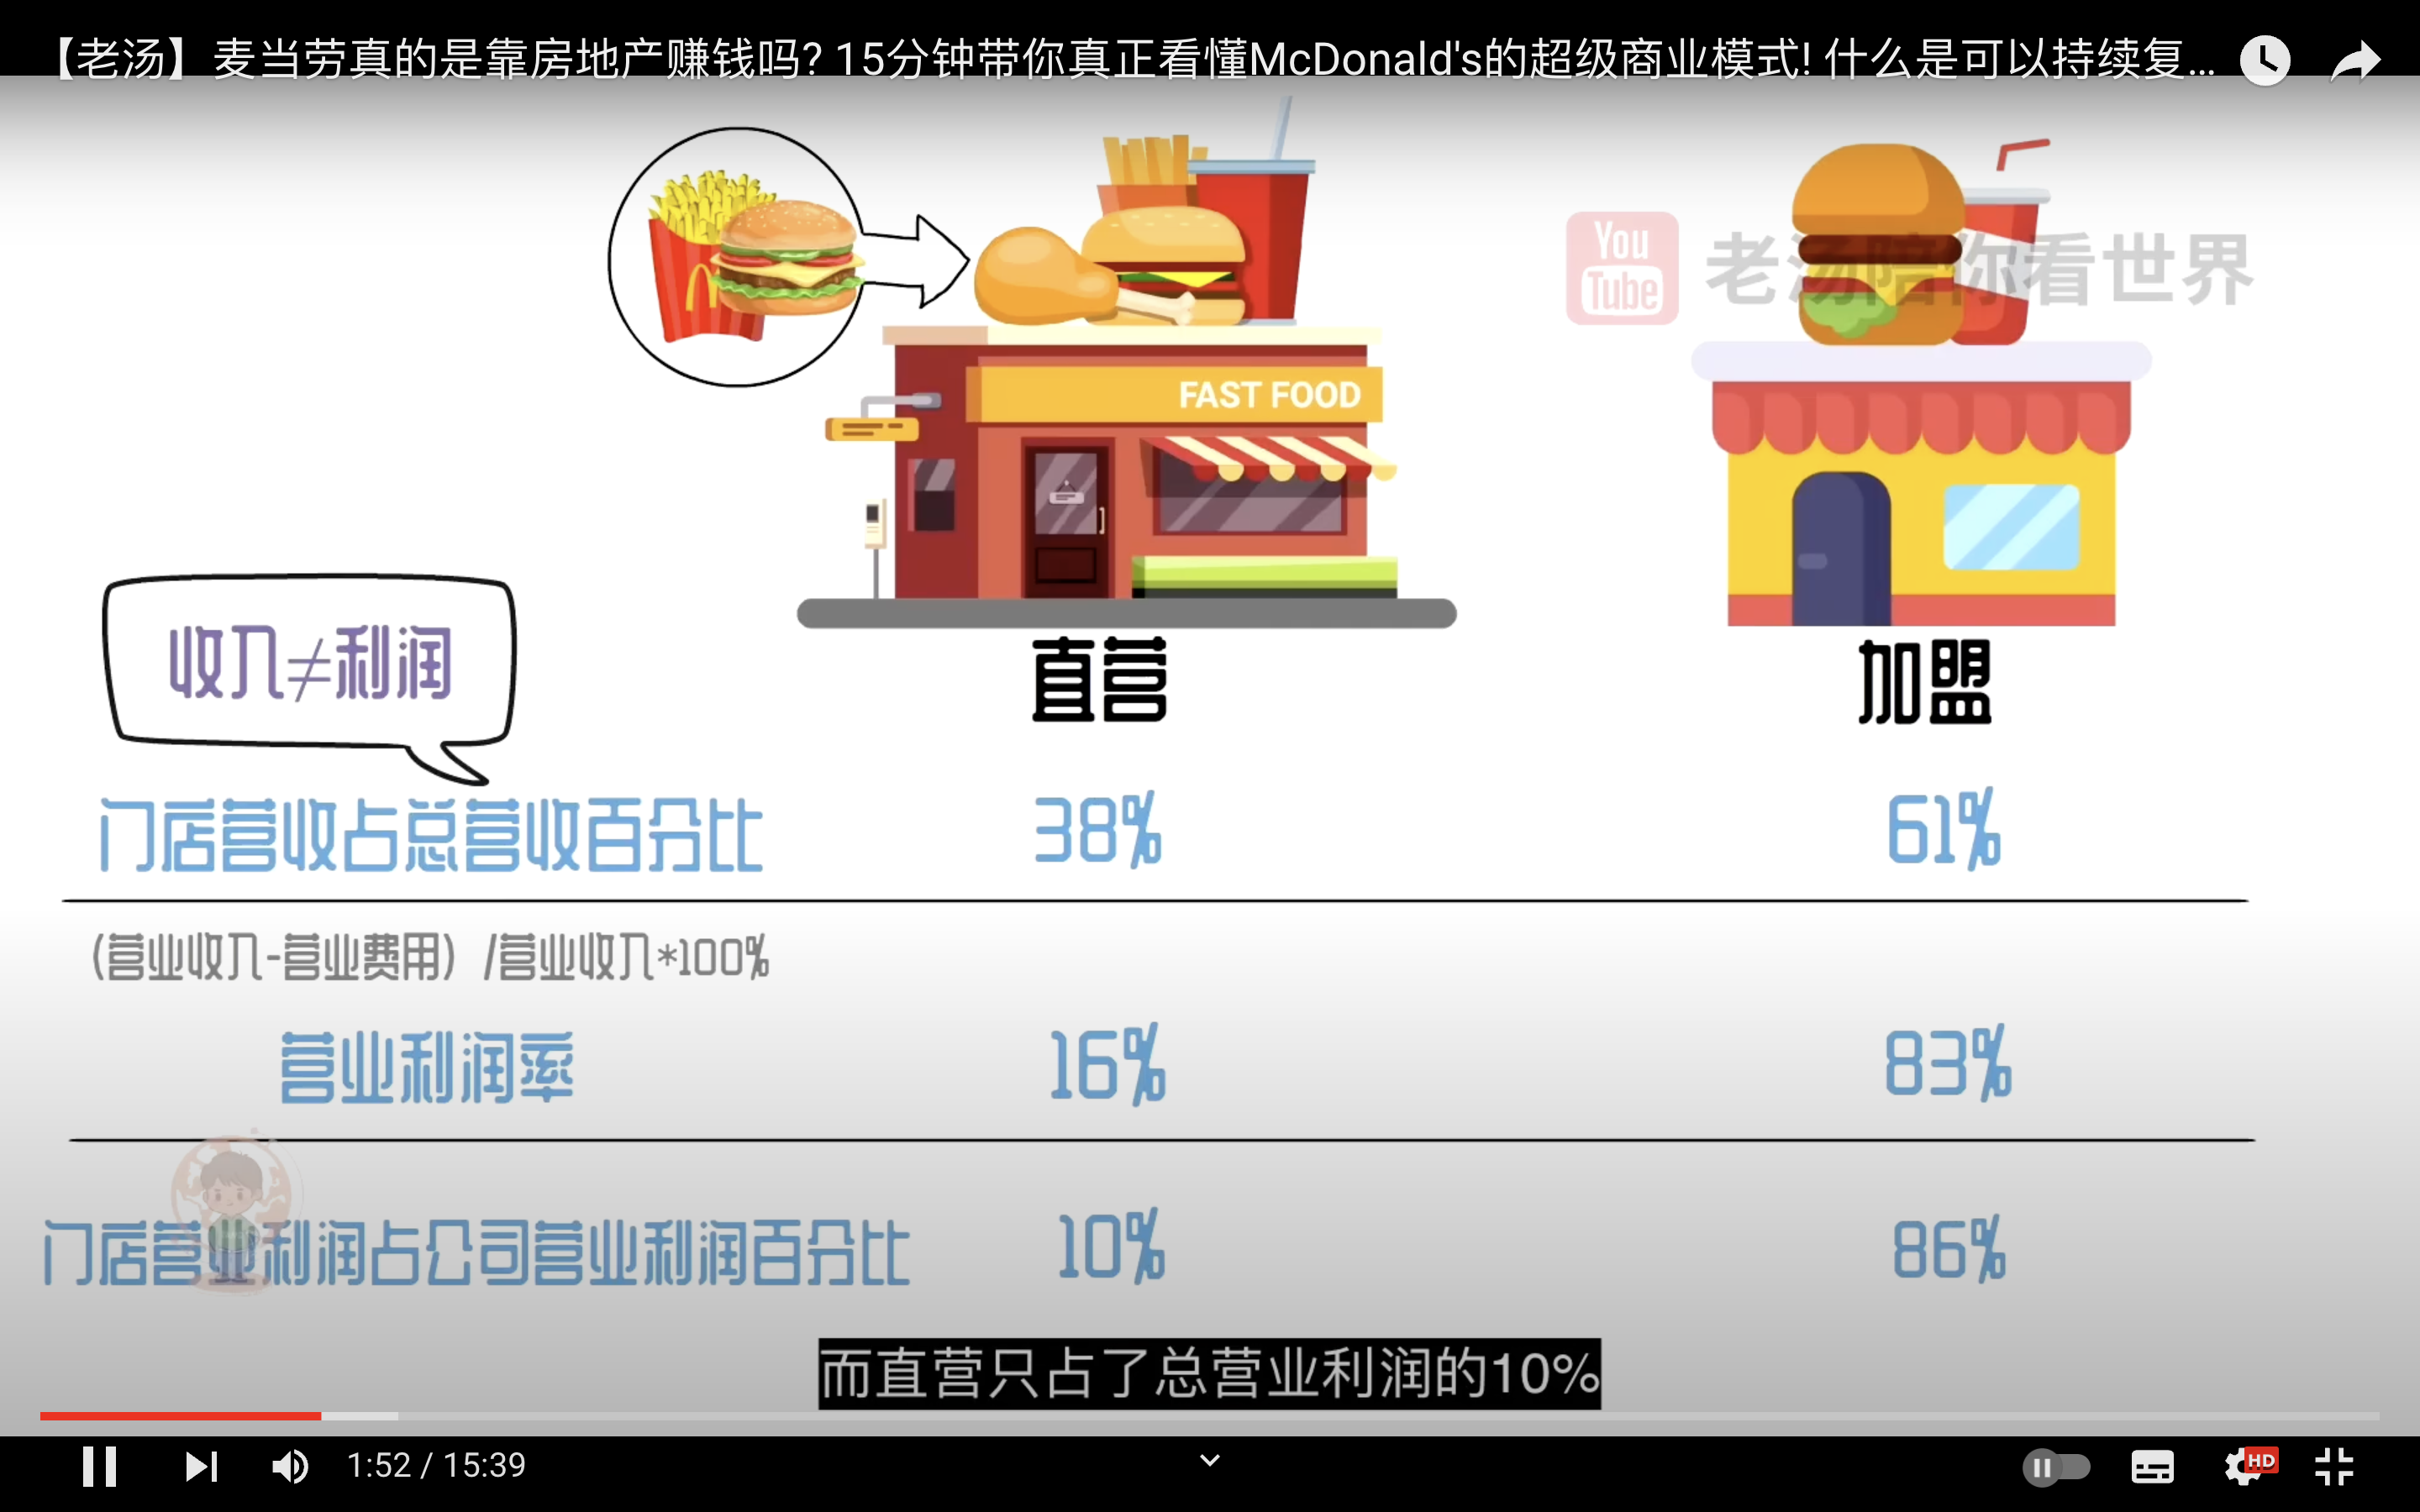 【老汤】麦当劳真的是靠房地产赚钱吗? 15分钟带你真正看懂McDonald's的超级商业模式! 什么是可以持续复...
You
Tube
老汤陪你看世界
FAST FOOD
收入≠利润
直营
加盟
门店营收占总营收百分比
38%
61%
(营业收入-营业费用) /营业收入*100%
营业利润率
16%
83%
门店营业利润占公司营业利润百分比
10%
86%
而直营只占了总营业利润的10%
1:52 / 15:39
HD